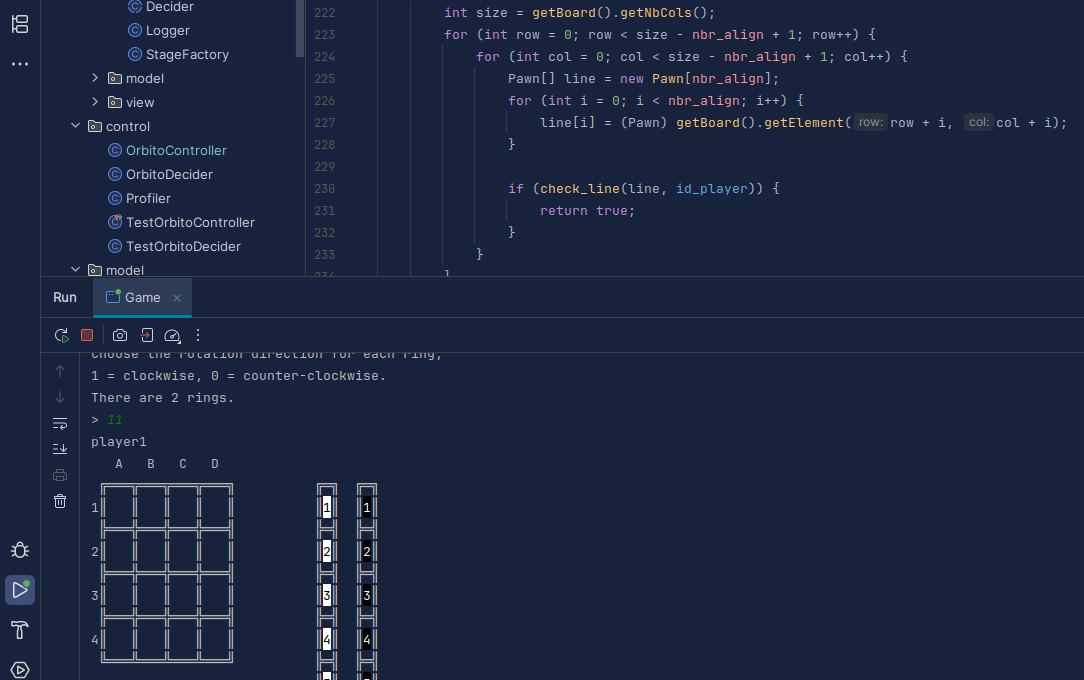 Decider
Logger
StageFactory
model
view
control
OrbitoController
OrbitoDecider
Profiler
TestOrbitoController
TestOrbitoDecider
model
222 int size = getBoard().getNbCols();
223 for (int row = 0; row < size - nbr_align + 1; row++) {
224 for (int col = 0; col < size - nbr_align + 1; col++) {
225 Pawn[] line = new Pawn[nbr_align];
226 for (int i = 0; i < nbr_align; i++) {
227 line[i] = (Pawn) getBoard().getElement( row: row + i, col: col + i);
228 }
229
230 if (check_line(line, id_player)) {
231 return true;
232 }
233 }
234 }
Run Game
choose the rotation direction for each ring,
1 = clockwise, 0 = counter-clockwise.
There are 2 rings.
> 11
player1
A B C D
1 1 1
2 2 2
3 3 3
4 4 4